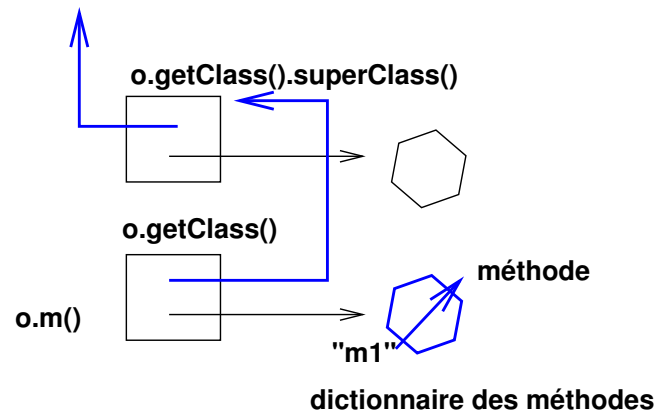 o.getClass().superClass()
o.getClass()
méthode
o.m()
"m1"
dictionnaire des méthodes